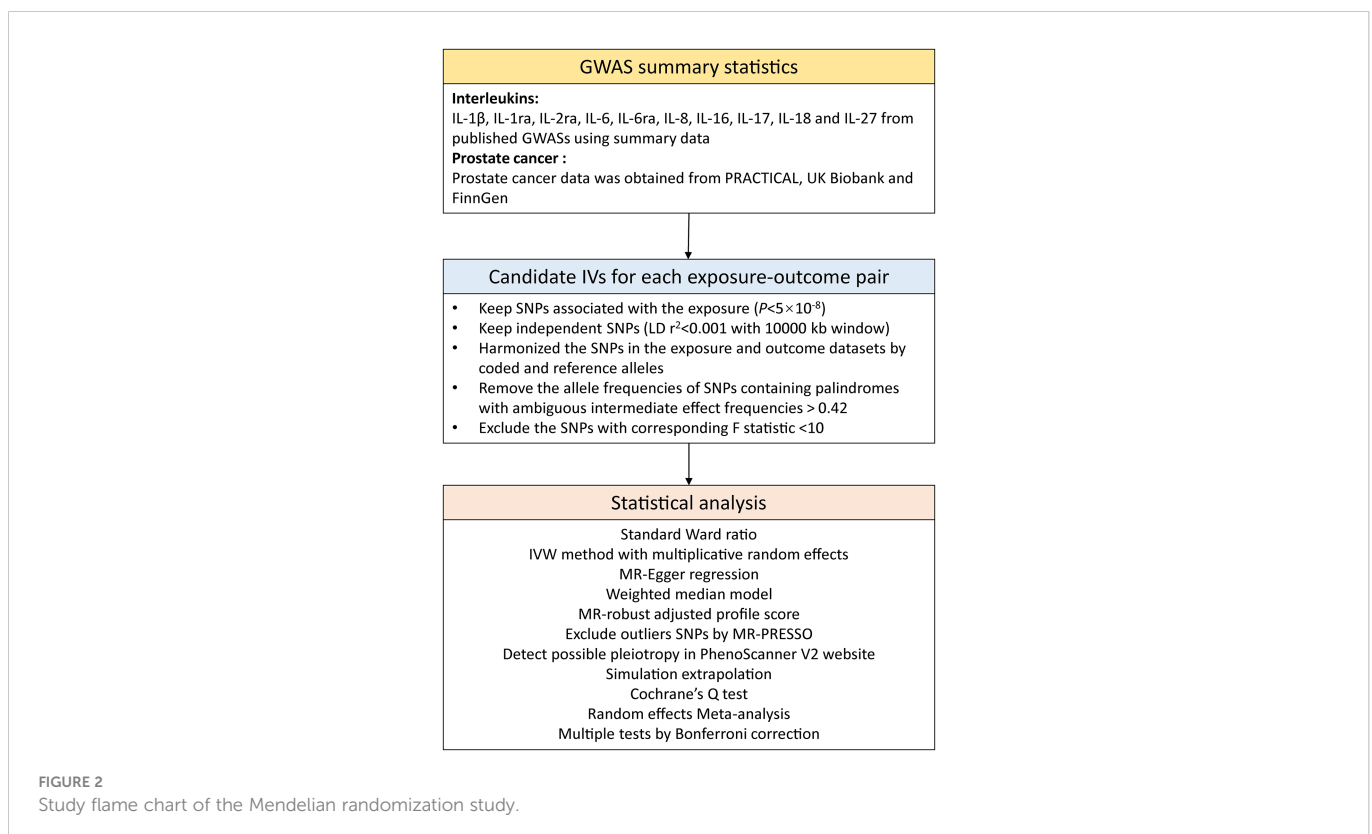 GWAS summary statistics
Interleukins:
IL-1β, IL-1ra, IL-2ra, IL-6, IL-6ra, IL-8, IL-16, IL-17, IL-18 and IL-27 from
published GWASs using summary data
Prostate cancer :
Prostate cancer data was obtained from PRACTICAL, UK Biobank and
FinnGen
Candidate IVs for each exposure-outcome pair
• Keep SNPs associated with the exposure (P<5×10⁻⁸)
• Keep independent SNPs (LD r²<0.001 with 10000 kb window)
• Harmonized the SNPs in the exposure and outcome datasets by
coded and reference alleles
• Remove the allele frequencies of SNPs containing palindromes
with ambiguous intermediate effect frequencies > 0.42
• Exclude the SNPs with corresponding F statistic <10
Statistical analysis
Standard Ward ratio
IVW method with multiplicative random effects
MR-Egger regression
Weighted median model
MR-robust adjusted profile score
Exclude outliers SNPs by MR-PRESSO
Detect possible pleiotropy in PhenoScanner V2 website
Simulation extrapolation
Cochrane's Q test
Random effects Meta-analysis
Multiple tests by Bonferroni correction
FIGURE 2
Study flame chart of the Mendelian randomization study.